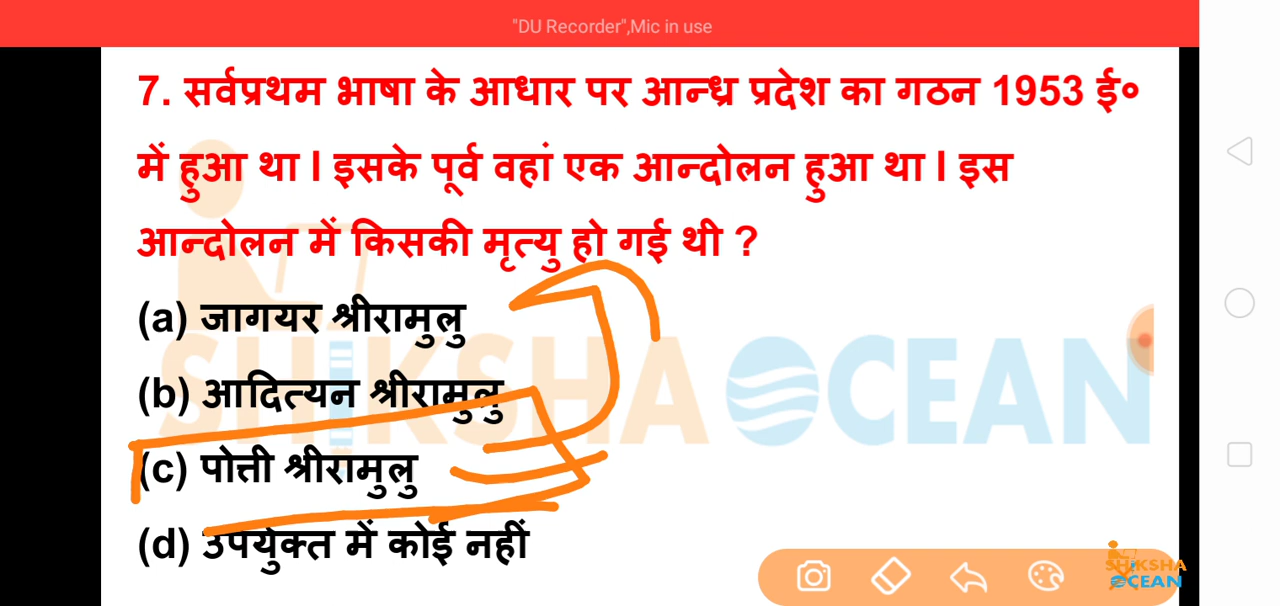 "DU Recorder",Mic in use
7. सर्वप्रथम भाषा के आधार पर आन्ध्र प्रदेश का गठन 1953 ई०
में हुआ था l इसके पूर्व वहां एक आन्दोलन हुआ था l इस
आन्दोलन में किसकी मृत्यु हो गई थी ?
(a) जागयर श्रीरामुलु
(b) आदित्यन श्रीरामुलु
(c) पोत्ती श्रीरामुलु
(d) उपर्युक्त में कोई नहीं
SHIKSHA OCEAN
SHIKSHA
OCEAN